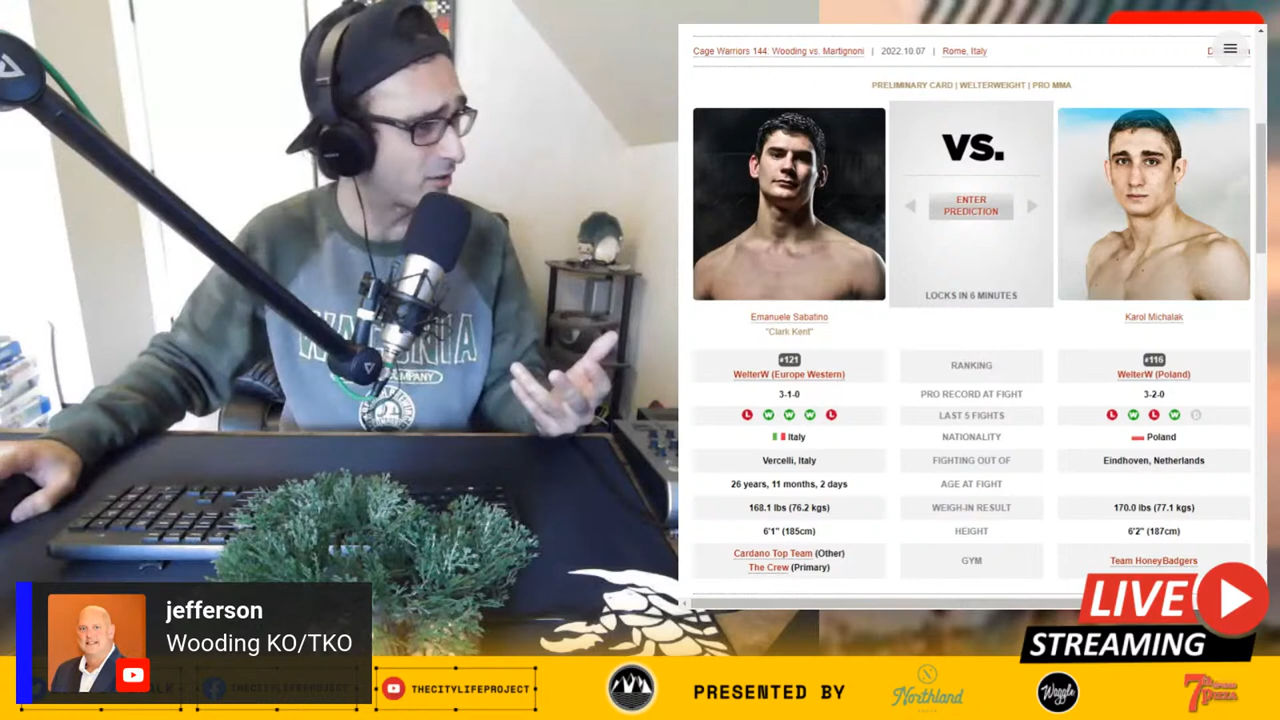 Cage Warriors 144: Wooding vs. Martignoni | 2022.10.07 | Rome, Italy
PRELIMINARY CARD | WELTERWEIGHT | PRO MMA
VS.
ENTER
PREDICTION
LOCKS IN 6 MINUTES
Emanuele Sabatino
"Clark Kent"
Karol Michalak
#121 RANKING #116
WelterW (Europe Western) WelterW (Poland)
3-1-0 PRO RECORD AT FIGHT 3-2-0
L W W W L LAST 5 FIGHTS L W L W D
Italy NATIONALITY Poland
Vercelli, Italy FIGHTING OUT OF Eindhoven, Netherlands
26 years, 11 months, 2 days AGE AT FIGHT
168.1 lbs (76.2 kgs) WEIGH-IN RESULT 170.0 lbs (77.1 kgs)
6'1" (185cm) HEIGHT 6'2" (187cm)
Cardano Top Team (Other) GYM Team HoneyBadgers
The Crew (Primary)
COMPANY
jefferson
Wooding KO/TKO
LIVE
STREAMING
THECITYLIFEPROJECT
THECITYLIFEPROJECT
PRESENTED BY
Northland
Waggle
PIZZA